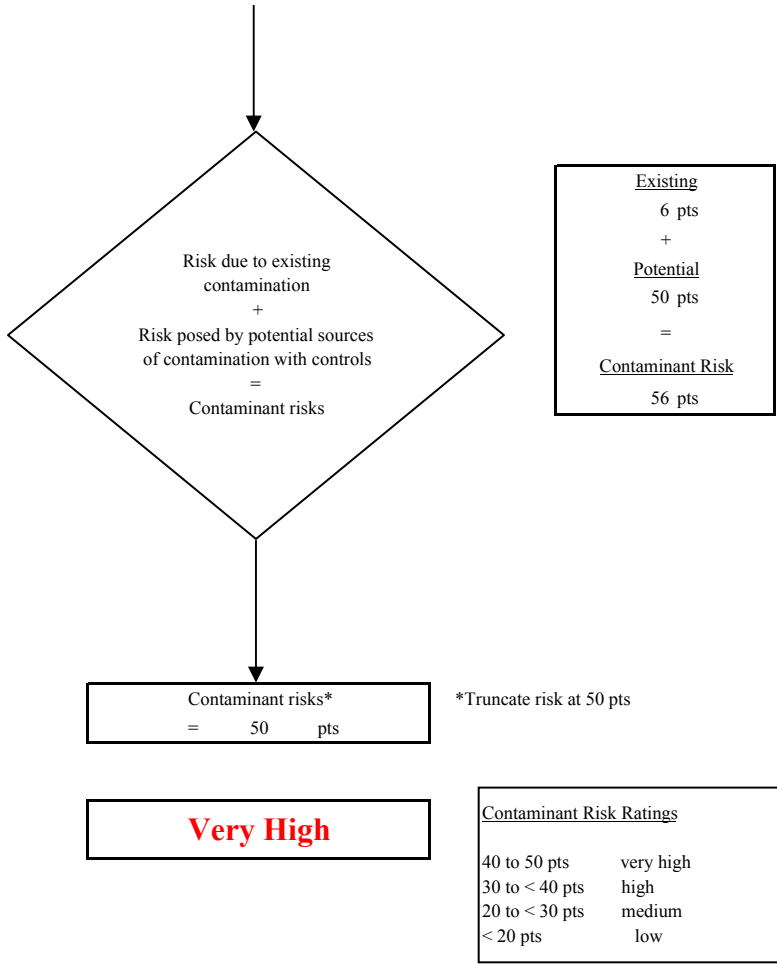 Risk due to existing
contamination
+
Risk posed by potential sources
of contamination with controls
=
Contaminant risks
Existing
6 pts
+
Potential
50 pts
=
Contaminant Risk
56 pts
Contaminant risks*
= 50 pts
*Truncate risk at 50 pts
Very High
Contaminant Risk Ratings
40 to 50 pts very high
30 to < 40 pts high
20 to < 30 pts medium
< 20 pts low